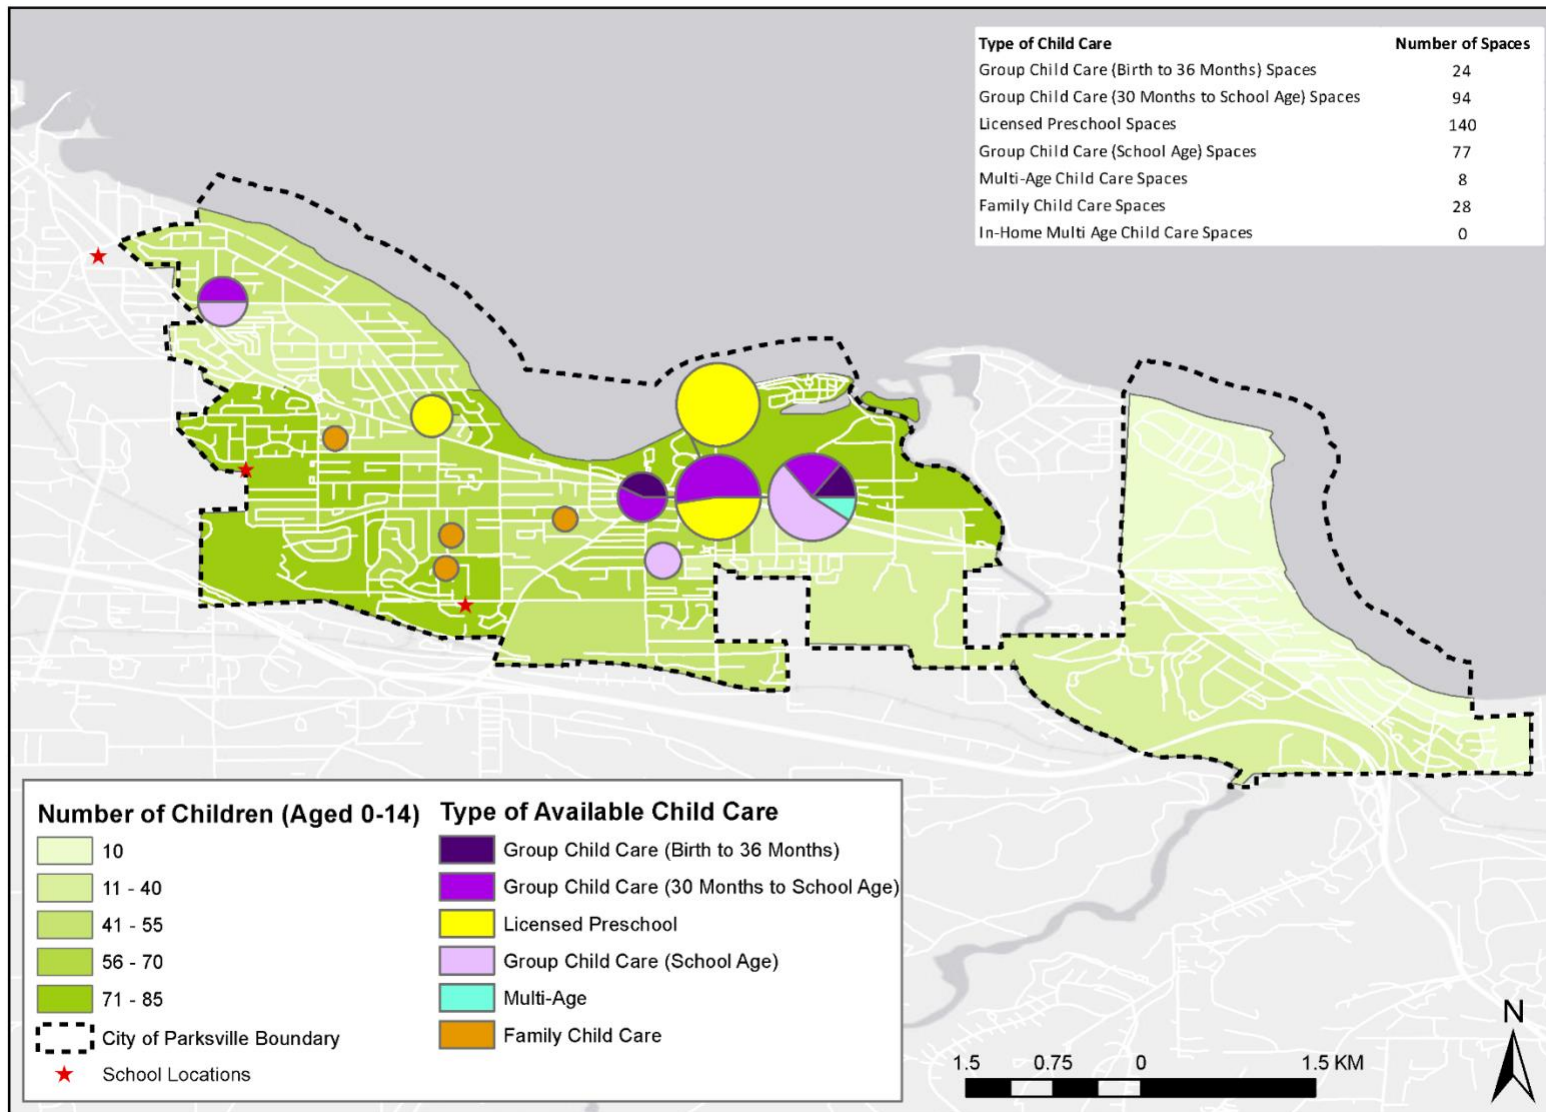 Type of Child Care Number of Spaces
Group Child Care (Birth to 36 Months) Spaces 24
Group Child Care (30 Months to School Age) Spaces 94
Licensed Preschool Spaces 140
Group Child Care (School Age) Spaces 77
Multi-Age Child Care Spaces 8
Family Child Care Spaces 28
In-Home Multi Age Child Care Spaces 0
Number of Children (Aged 0-14)
10
11 - 40
41 - 55
56 - 70
71 - 85
City of Parksville Boundary
School Locations
Type of Available Child Care
Group Child Care (Birth to 36 Months)
Group Child Care (30 Months to School Age)
Licensed Preschool
Group Child Care (School Age)
Multi-Age
Family Child Care
1.5 0.75 0 1.5 KM
N